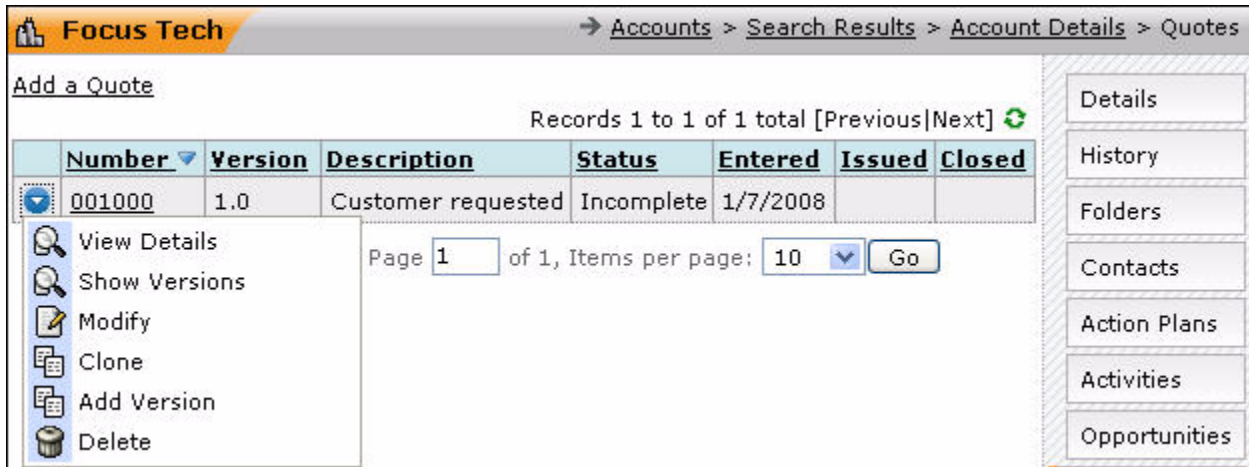 Focus Tech
→ Accounts > Search Results > Account Details > Quotes
Add a Quote
Records 1 to 1 of 1 total [Previous|Next]
Number Version Description Status Entered Issued Closed
001000 1.0 Customer requested Incomplete 1/7/2008
View Details
Show Versions
Modify
Clone
Add Version
Delete
Page 1 of 1, Items per page: 10 Go
Details
History
Folders
Contacts
Action Plans
Activities
Opportunities